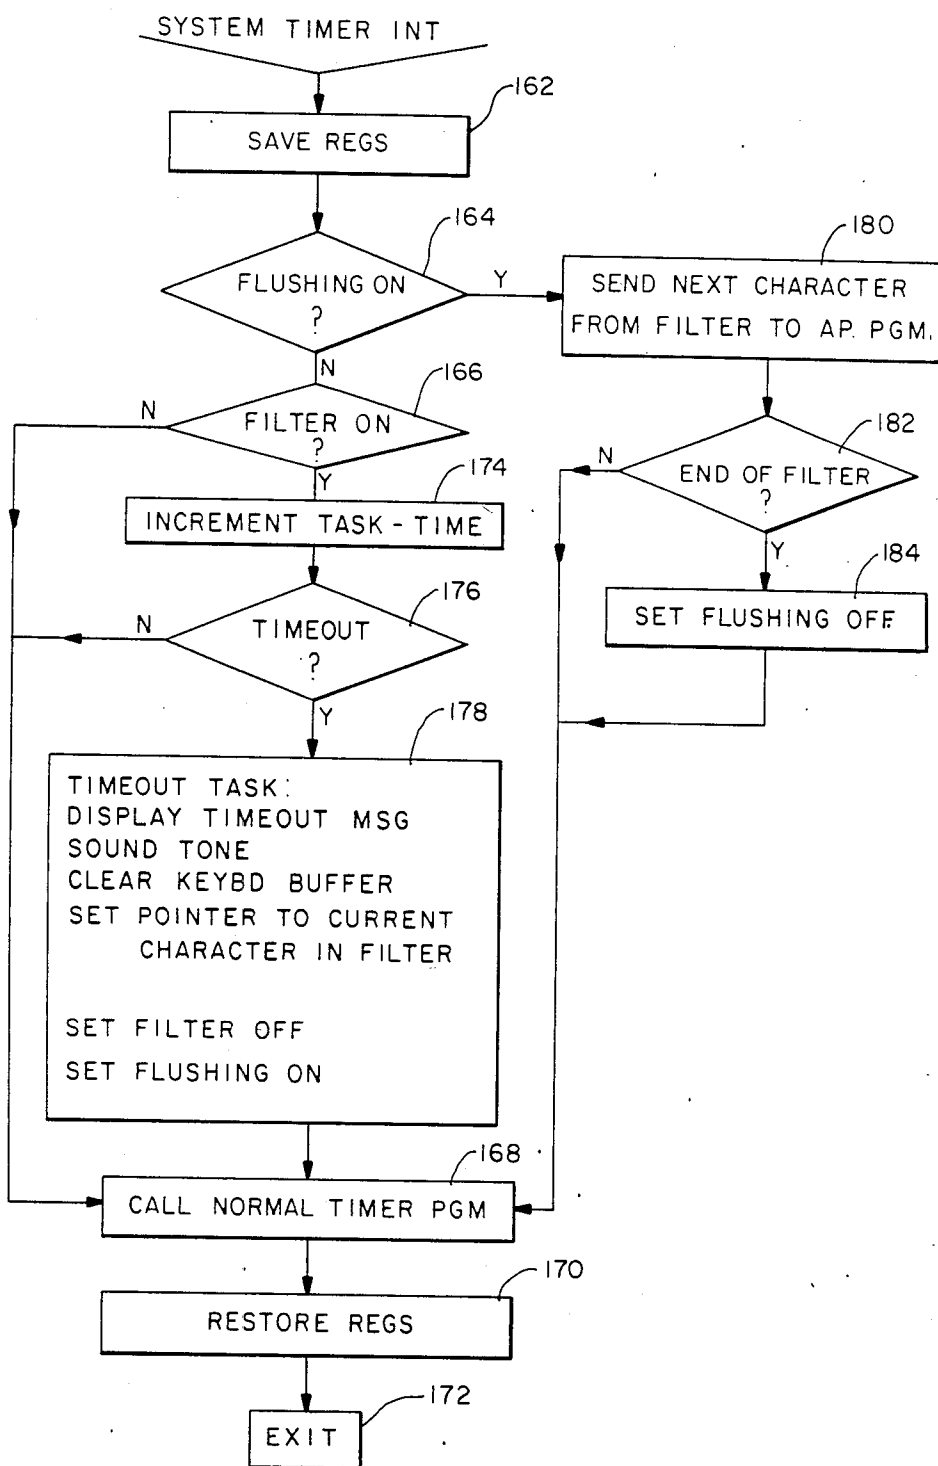 SYSTEM TIMER INT
162
SAVE REGS
164
FLUSHING ON
?
Y
N
180
SEND NEXT CHARACTER
FROM FILTER TO AP. PGM.
166
N
FILTER ON
?
Y
182
N
END OF FILTER
?
Y
174
INCREMENT TASK-TIME
184
SET FLUSHING OFF
176
N
TIMEOUT
?
Y
178
TIMEOUT TASK:
DISPLAY TIMEOUT MSG
SOUND TONE
CLEAR KEYBD BUFFER
SET POINTER TO CURRENT
CHARACTER IN FILTER
SET FILTER OFF
SET FLUSHING ON
168
CALL NORMAL TIMER PGM
170
RESTORE REGS
172
EXIT